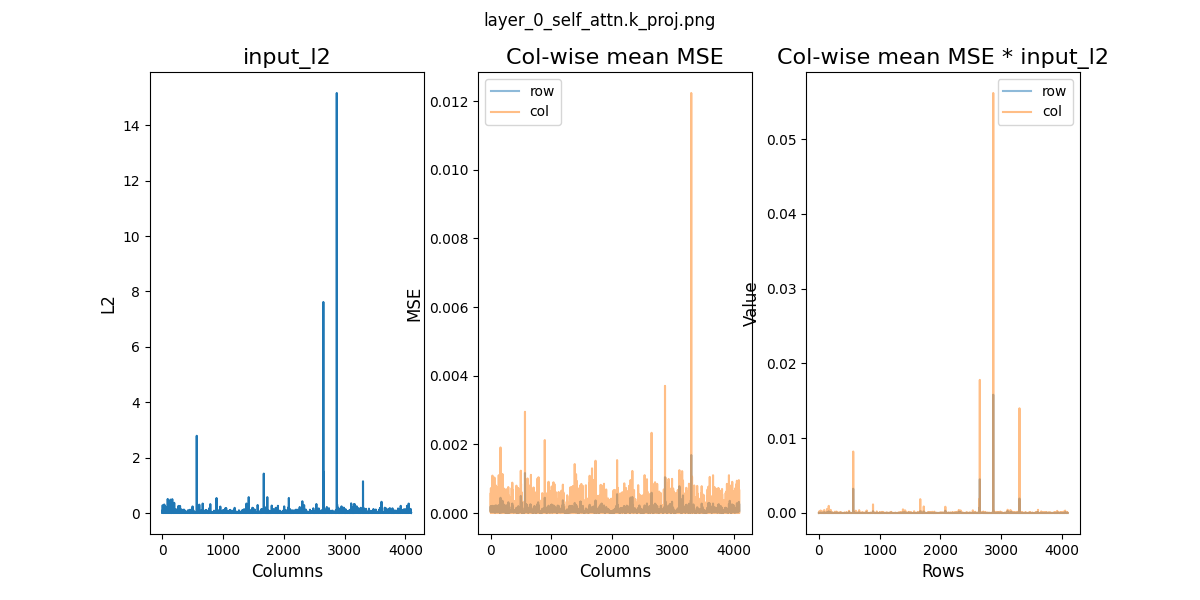 layer_0_self_attn.k_proj.png
input_l2
L2
14
12
10
8
6
4
2
0
0 1000 2000 3000 4000
Columns
Col-wise mean MSE
row
col
MSE
0.012
0.010
0.008
0.006
0.004
0.002
0.000
0 1000 2000 3000 4000
Columns
Col-wise mean MSE * input_l2
row
col
Value
0.05
0.04
0.03
0.02
0.01
0.00
0 1000 2000 3000 4000
Rows